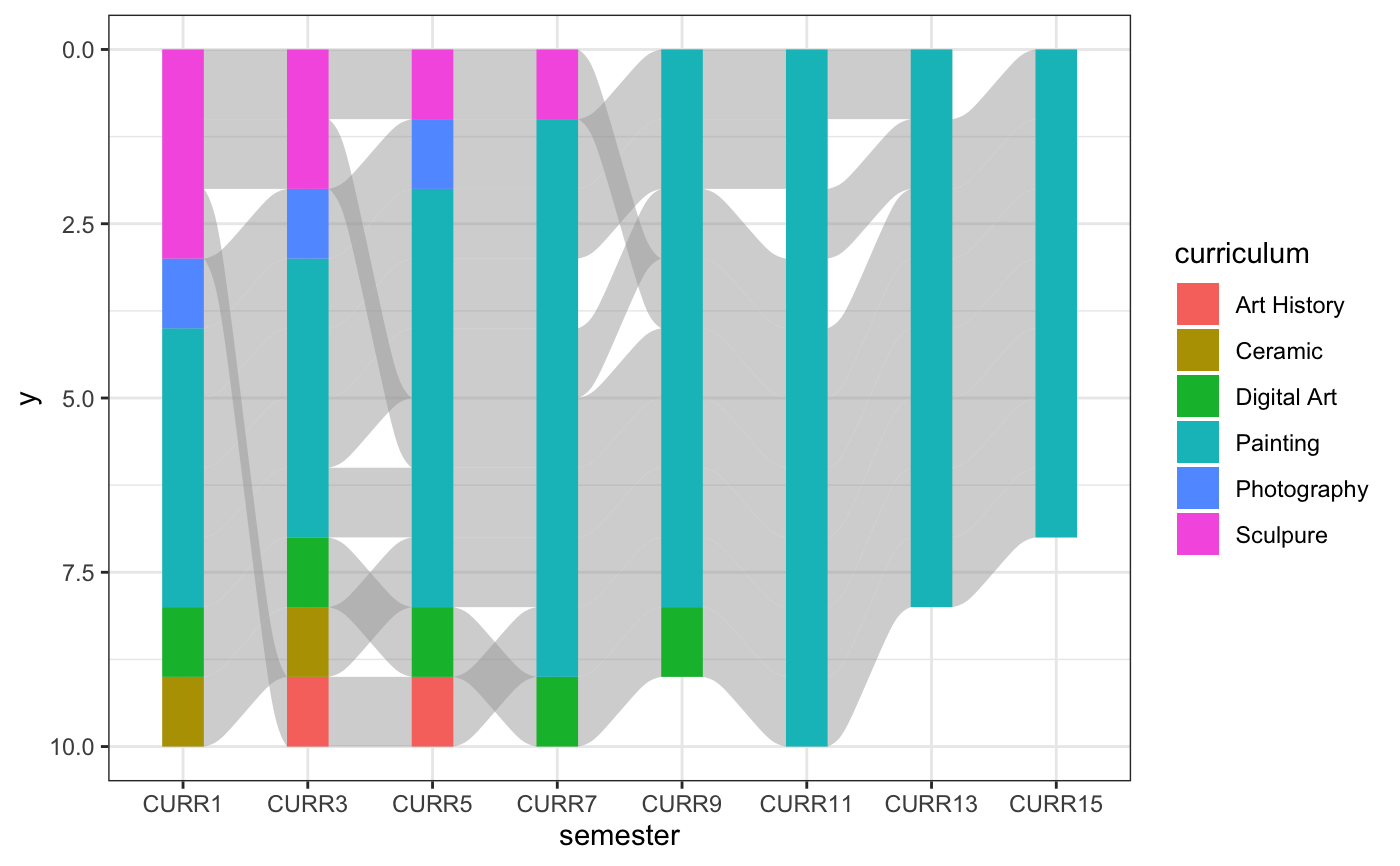 0.0
2.5
5.0
7.5
10.0
y
CURR1 CURR3 CURR5 CURR7 CURR9 CURR11 CURR13 CURR15
semester
curriculum
Art History
Ceramic
Digital Art
Painting
Photography
Sculpure